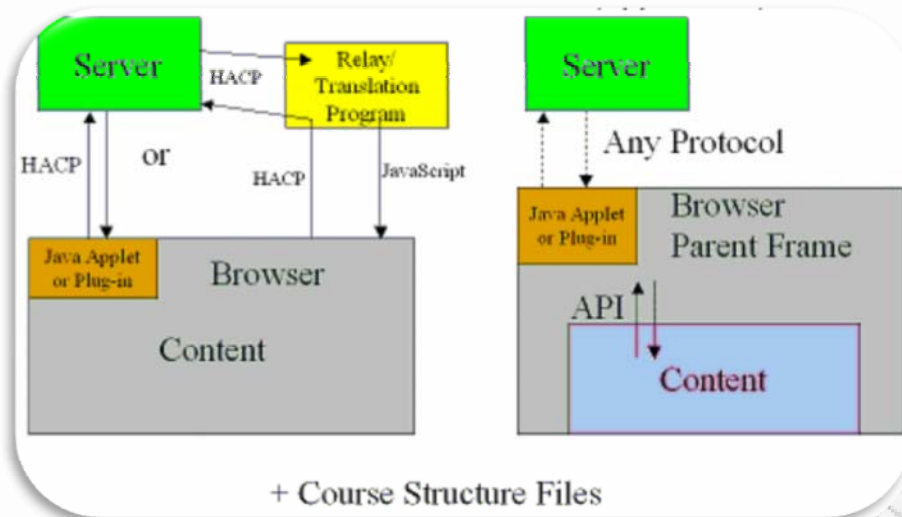 Server
HACP
Relay/
Translation
Program
HACP
or
HACP
JavaScript
Java Applet
or Plug-in
Browser
Content
Server
Any Protocol
Java Applet
or Plug-in
Browser
Parent Frame
API
Content
+ Course Structure Files